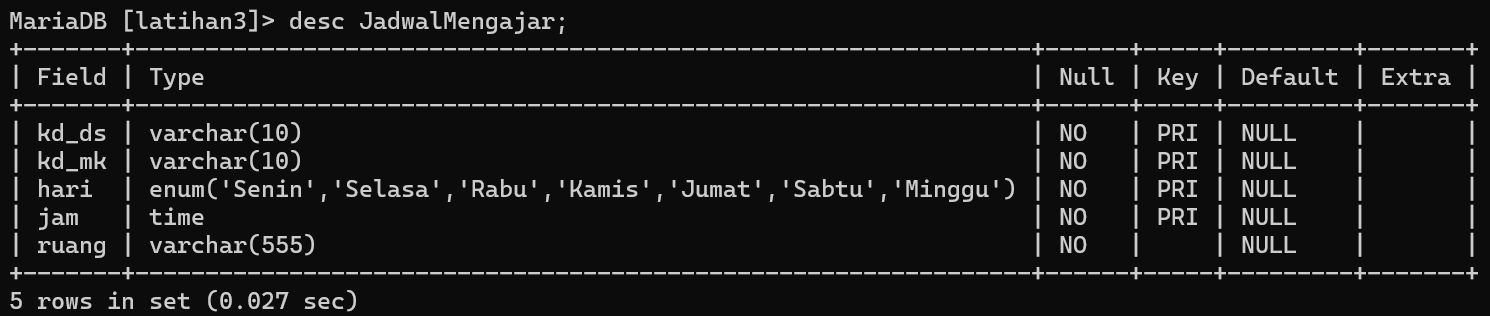 MariaDB [latihan3]> desc JadwalMengajar;
+-------+----------------------------------------------------------------+------+-----+---------+-------+
| Field | Type                                                           | Null | Key | Default | Extra |
+-------+----------------------------------------------------------------+------+-----+---------+-------+
| kd_ds | varchar(10)                                                    | NO   | PRI | NULL    |       |
| kd_mk | varchar(10)                                                    | NO   | PRI | NULL    |       |
| hari  | enum('Senin','Selasa','Rabu','Kamis','Jumat','Sabtu','Minggu') | NO   | PRI | NULL    |       |
| jam   | time                                                           | NO   | PRI | NULL    |       |
| ruang | varchar(555)                                                   | NO   |     | NULL    |       |
+-------+----------------------------------------------------------------+------+-----+---------+-------+
5 rows in set (0.027 sec)